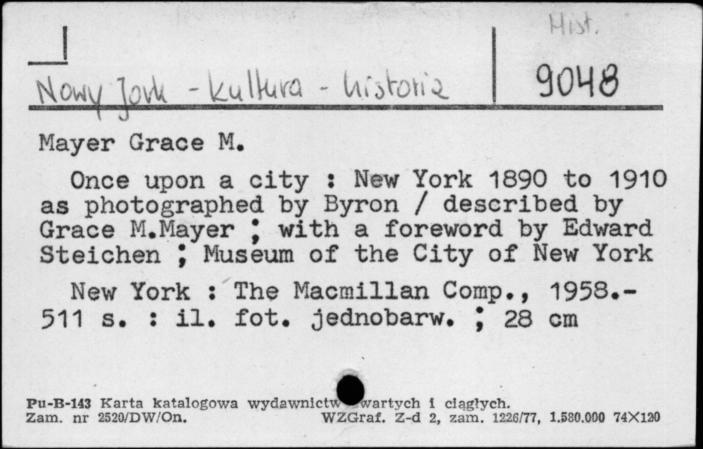 Hist.
Nowy Jork - kultura - historia
9048
Mayer Grace M.
Once upon a city : New York 1890 to 1910
as photographed by Byron / described by
Grace M.Mayer ; with a foreword by Edward
Steichen ; Museum of the City of New York
New York : The Macmillan Comp., 1958.-
511 s. : il. fot. jednobarw. ; 28 cm
Pu-B-143 Karta katalogowa wydawnictw zwartych i ciągłych.
Zam. nr 2520/DW/On. WZGraf. Z-d 2, zam. 1226/77, 1.580.000 74X120